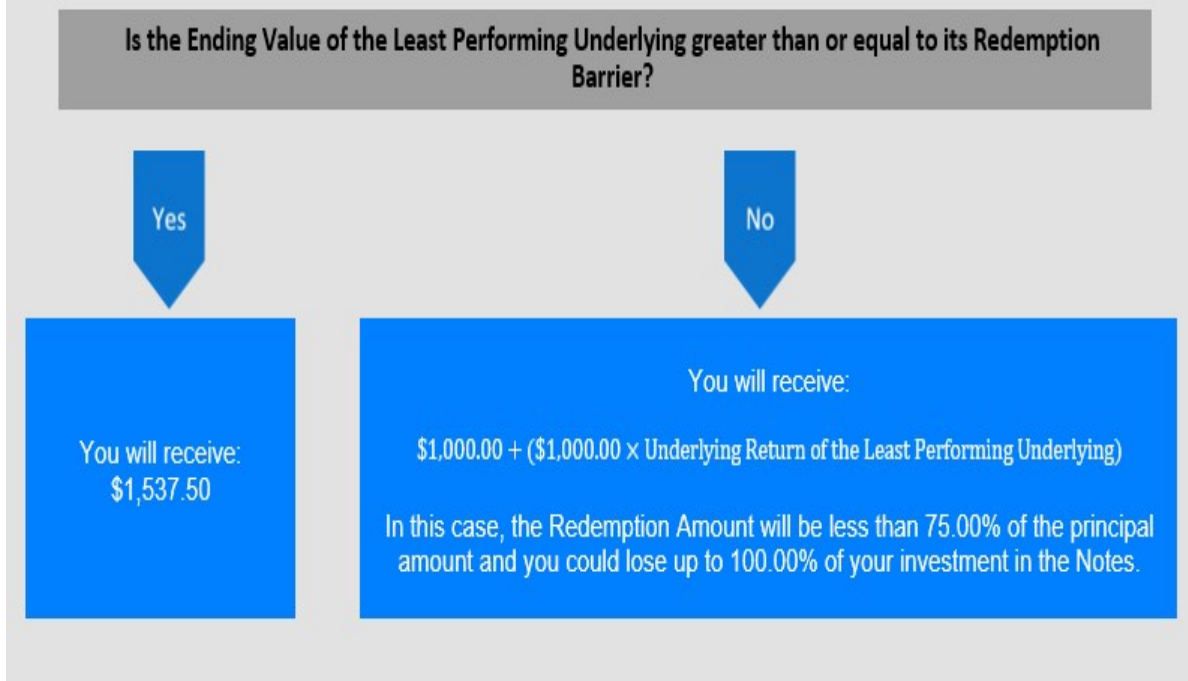 Is the Ending Value of the Least Performing Underlying greater than or equal to its Redemption
Barrier?
Yes
No
You will receive:
$1,537.50
You will receive:
$1,000.00 + ($1,000.00 × Underlying Return of the Least Performing Underlying)
In this case, the Redemption Amount will be less than 75.00% of the principal
amount and you could lose up to 100.00% of your investment in the Notes.